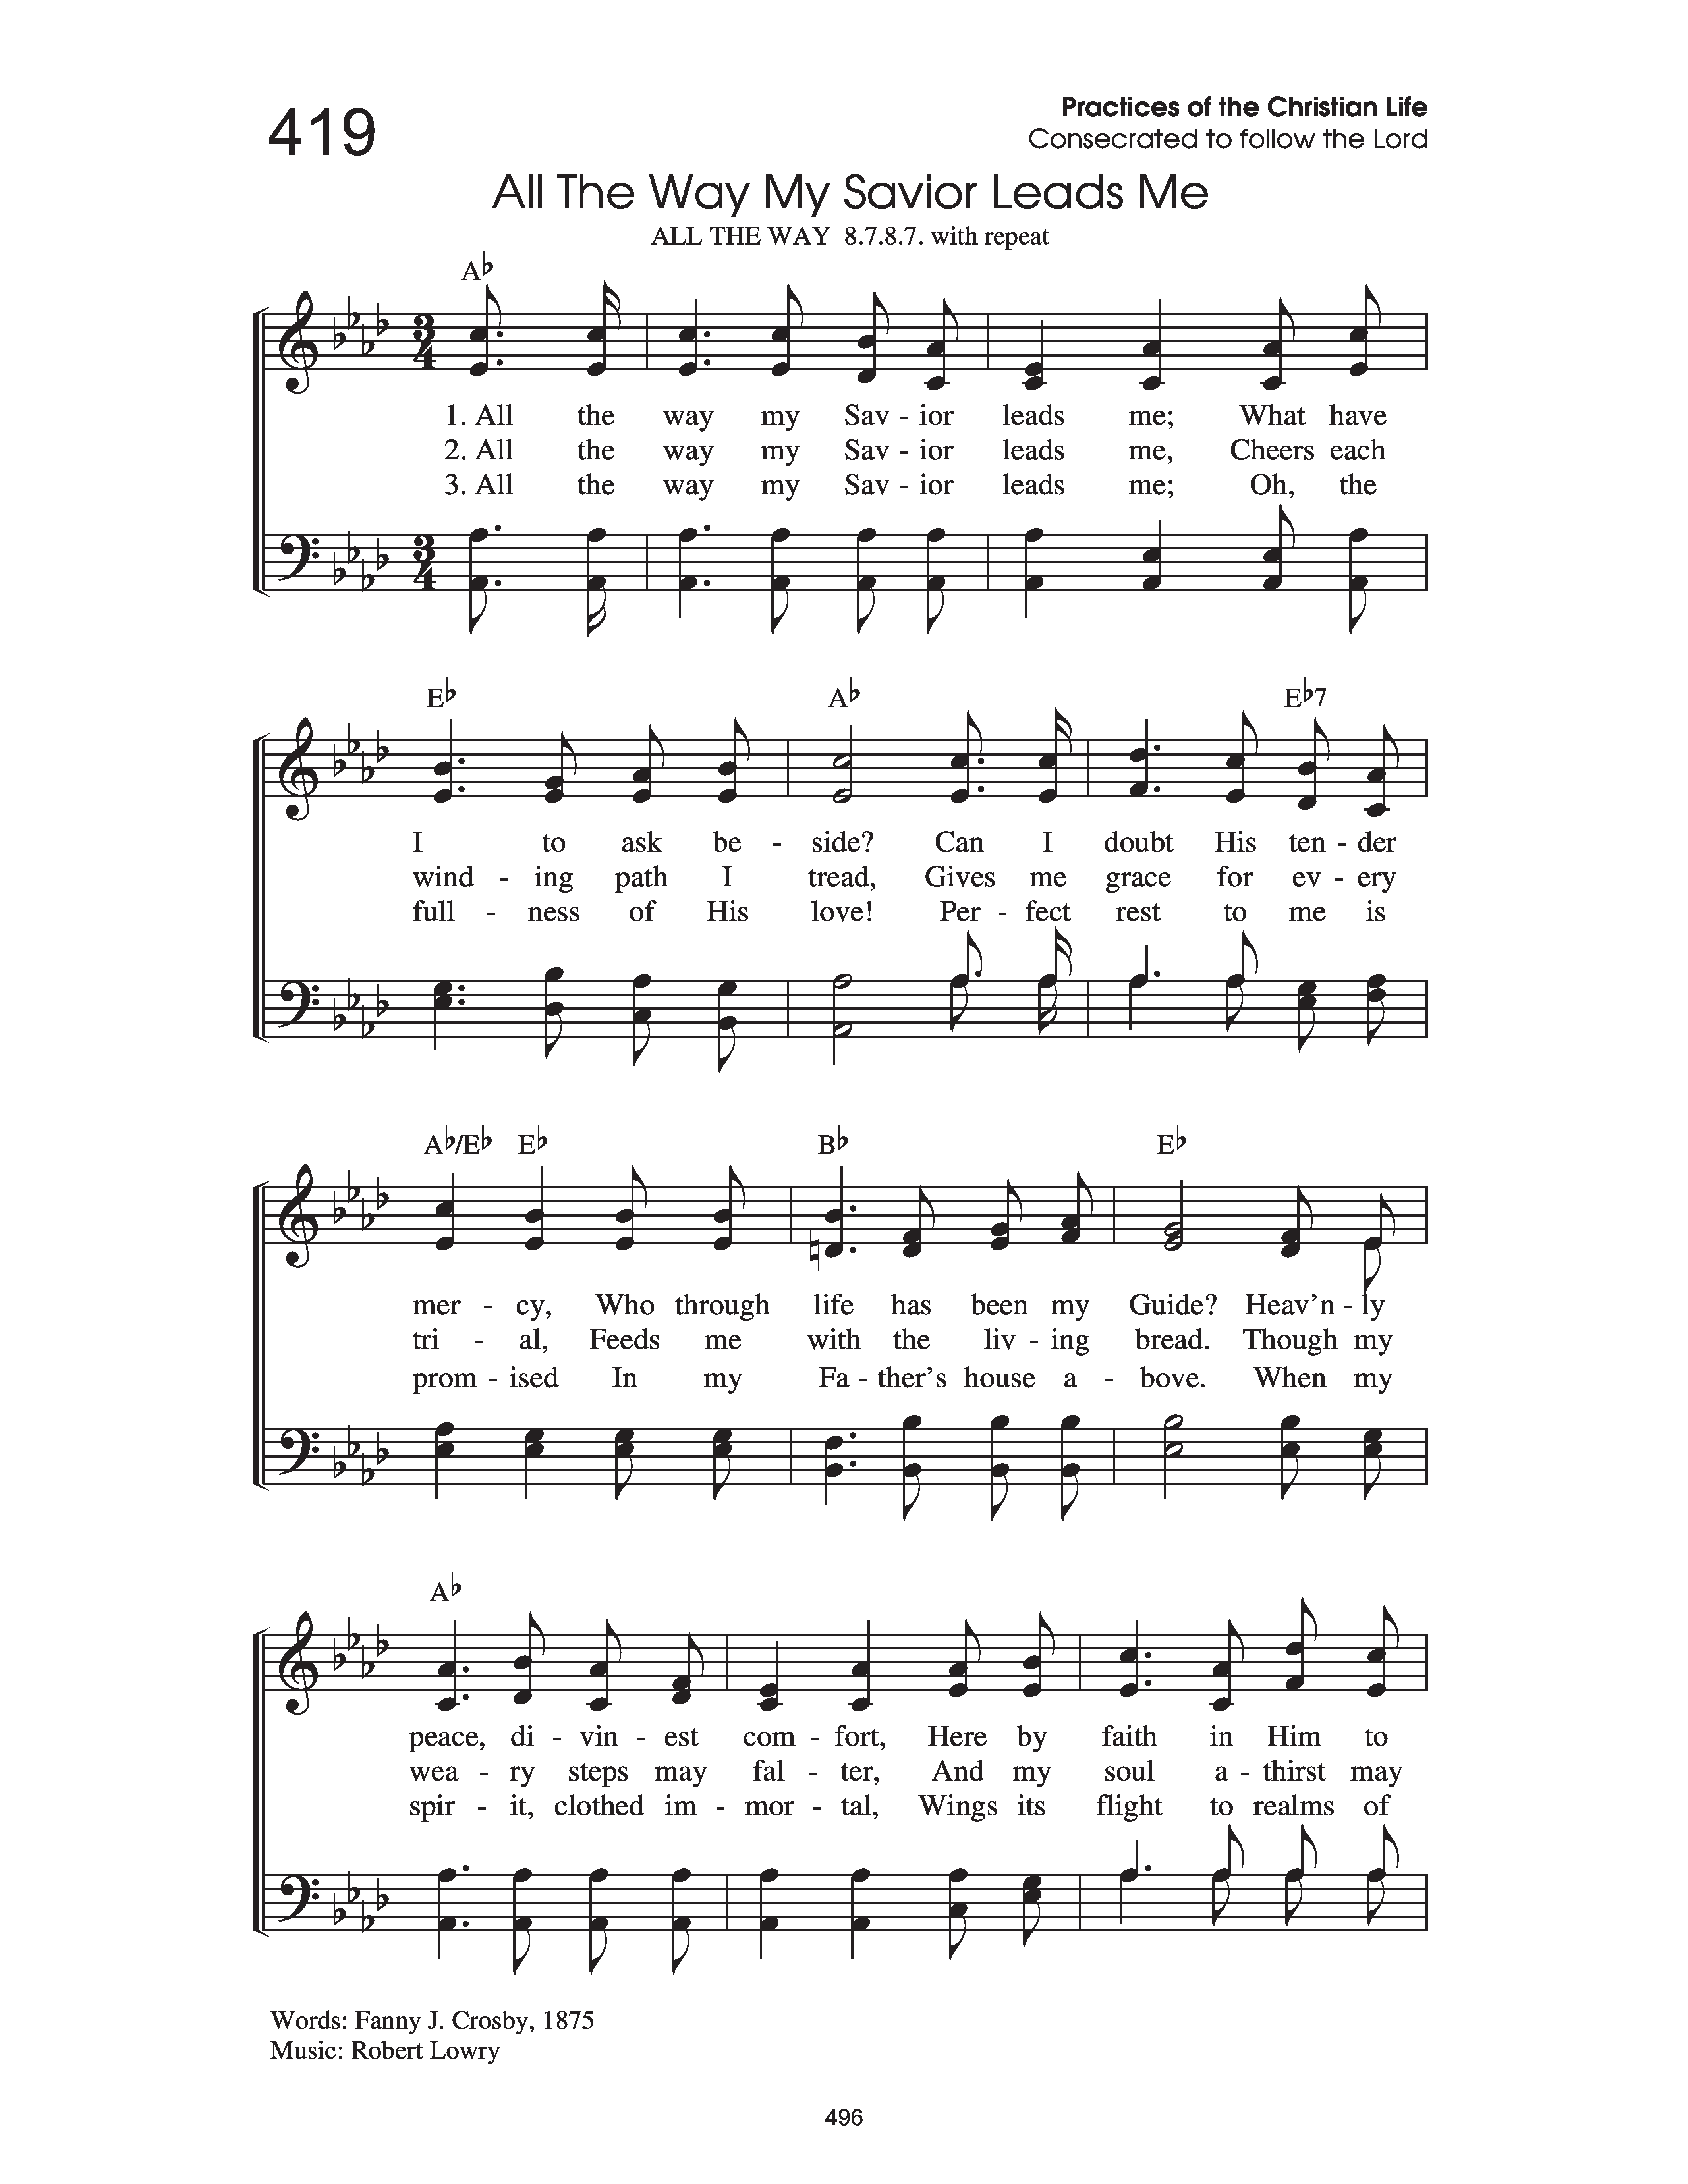 419
Practices of the Christian Life
Consecrated to follow the Lord
All The Way My Savior Leads Me
ALL THE WAY 8.7.8.7. with repeat
A♭
3
4
1. All the way my Sav - ior leads me; What have
2. All the way my Sav - ior leads me, Cheers each
3. All the way my Sav - ior leads me; Oh, the
3
4
E♭ A♭ E♭7
I to ask be - side? Can I doubt His ten - der
wind - ing path I tread, Gives me grace for ev - ery
full - ness of His love! Per - fect rest to me is
A♭/E♭ E♭ B♭ E♭
mer - cy, Who through life has been my Guide? Heav’n - ly
tri - al, Feeds me with the liv - ing bread. Though my
prom - ised In my Fa - ther’s house a - bove. When my
A♭
peace, di - vin - est com - fort, Here by faith in Him to
wea - ry steps may fal - ter, And my soul a - thirst may
spir - it, clothed im - mor - tal, Wings its flight to realms of
Words: Fanny J. Crosby, 1875
Music: Robert Lowry
496